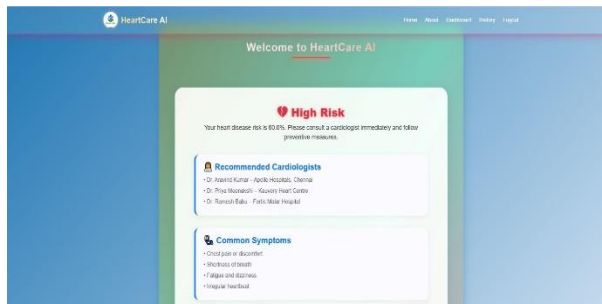 HeartCare AI
Home About Dashboard History Logout
Welcome to HeartCare AI
High Risk
Your heart disease risk is 60.6%. Please consult a cardiologist immediately and follow
preventive measures.
Recommended Cardiologists
• Dr. Aravind Kumar – Apollo Hospitals, Chennai
• Dr. Priya Meenakshi – Kauvery Heart Centre
• Dr. Ramesh Babu – Fortis Malar Hospital
Common Symptoms
• Chest pain or discomfort
• Shortness of breath
• Fatigue and dizziness
• Irregular heartbeat